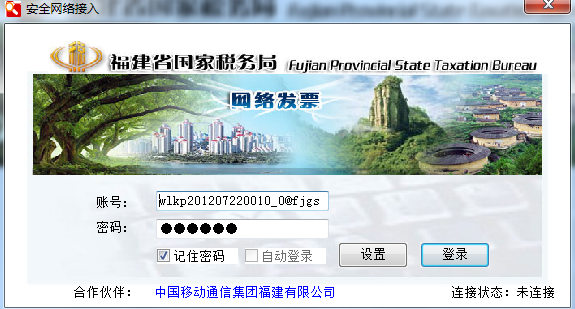 安全网络接入
福建省国家税务局 Fujian Provincial State Taxation Bureau
网络发票
账号： wlkp201207220010_0@fjgs
密码： ●●●●●●
记住密码 自动登录 设置 登录
合作伙伴： 中国移动通信集团福建有限公司 连接状态：未连接